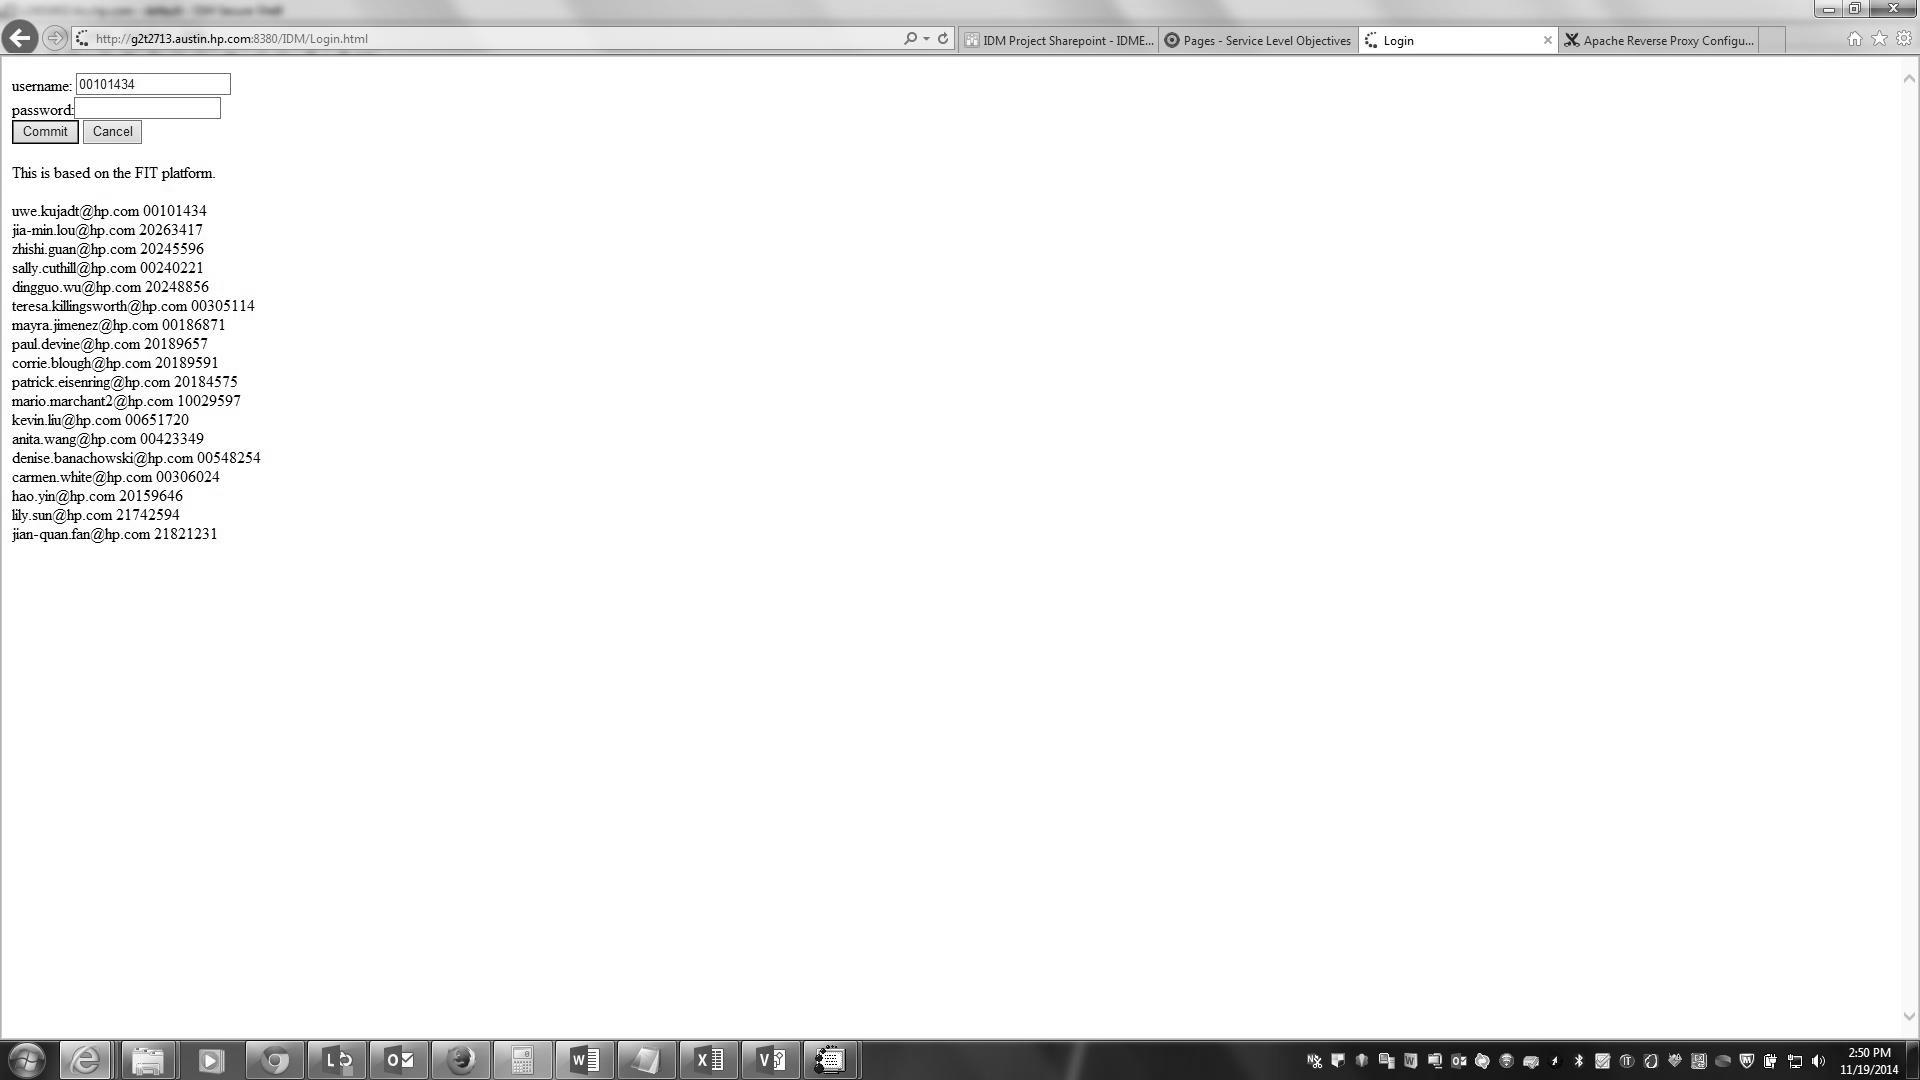 http://g2t2713.austin.hp.com:8380/IDM/Login.html
IDM Project Sharepoint - IDME...
Pages - Service Level Objectives
Login
Apache Reverse Proxy Configu...
username: 00101434
password:
Commit Cancel
This is based on the FIT platform.
uwe.kujadt@hp.com 00101434
jia-min.lou@hp.com 20263417
zhishi.guan@hp.com 20245596
sally.cuthill@hp.com 00240221
dingguo.wu@hp.com 20248856
teresa.killingsworth@hp.com 00305114
mayra.jimenez@hp.com 00186871
paul.devine@hp.com 20189657
corrie.blough@hp.com 20189591
patrick.eisenring@hp.com 20184575
mario.marchant2@hp.com 10029597
kevin.liu@hp.com 00651720
anita.wang@hp.com 00423349
denise.banachowski@hp.com 00548254
carmen.white@hp.com 00306024
hao.yin@hp.com 20159646
lily.sun@hp.com 21742594
jian-quan.fan@hp.com 21821231
2:50 PM
11/19/2014